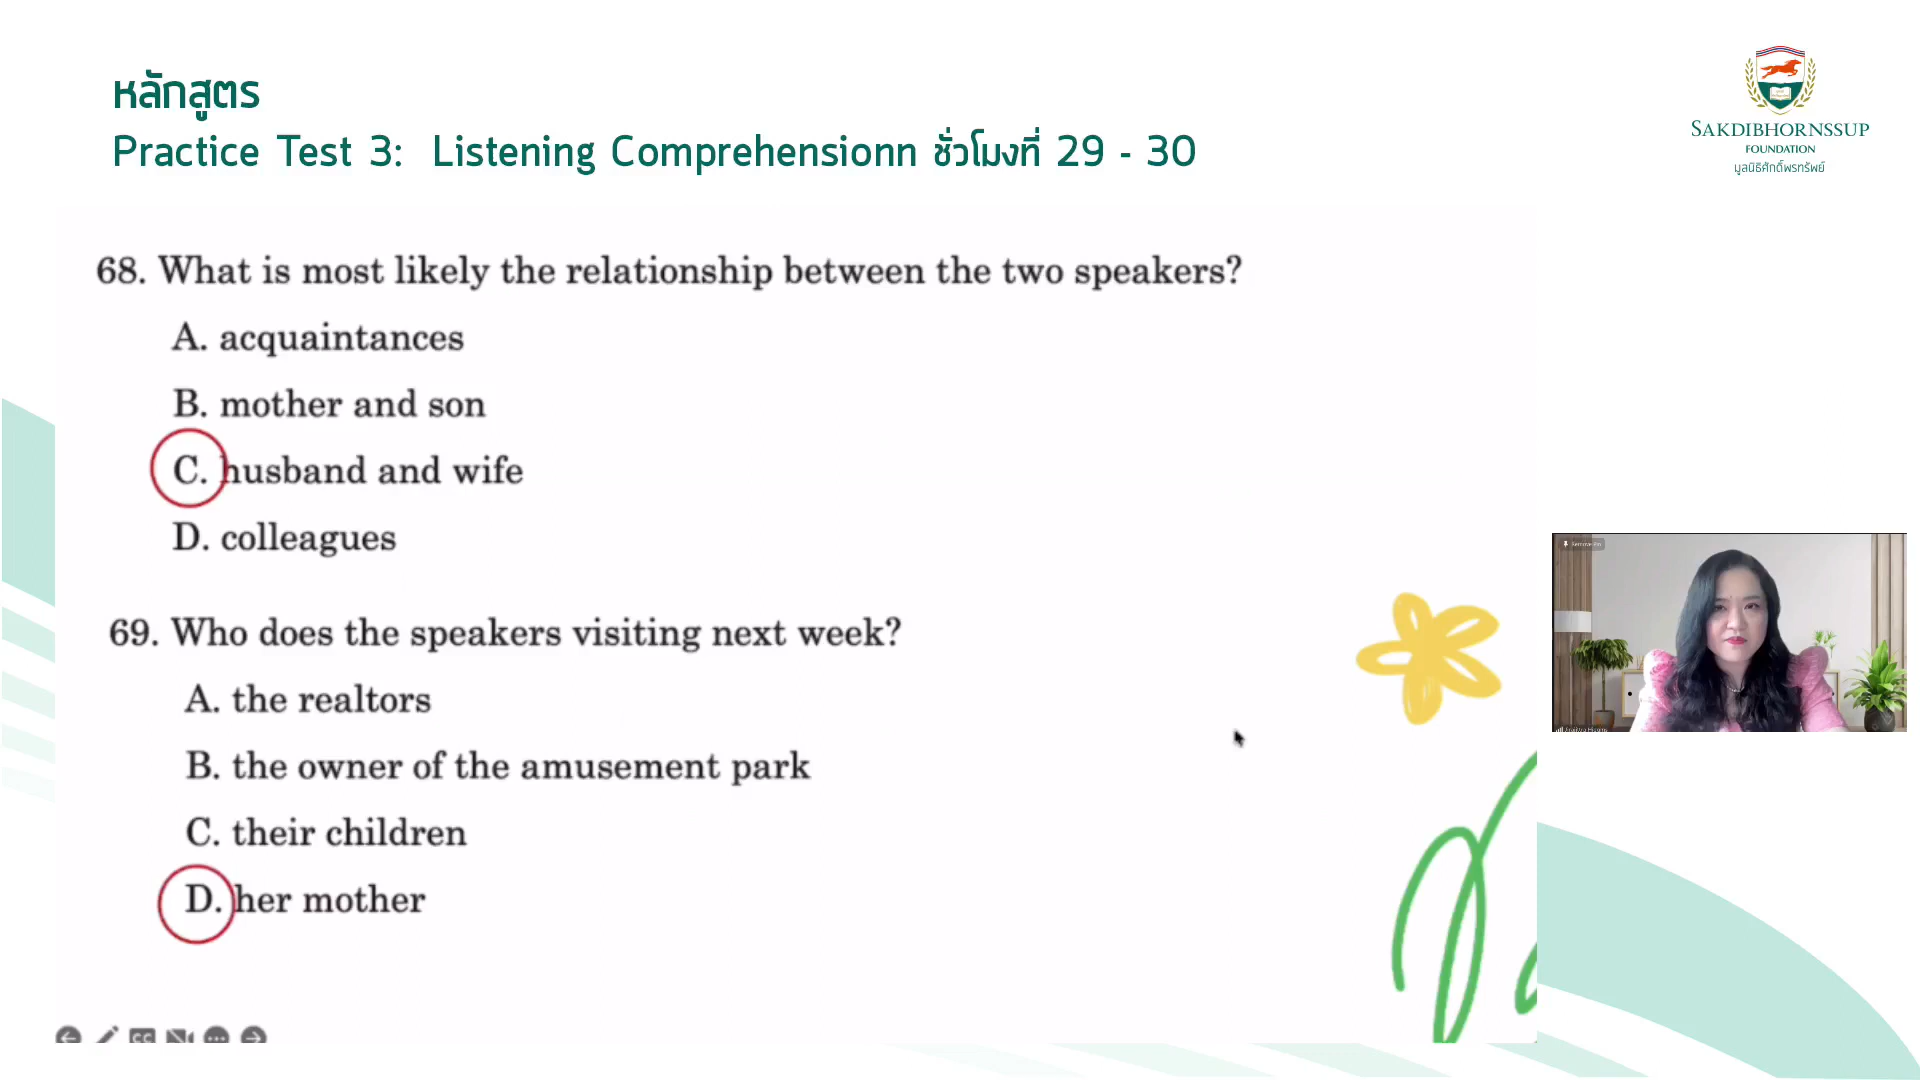 หลักสูตร
Practice Test 3: Listening Comprehensionn ชั่วโมงที่ 29 - 30
SAKDIBHORNSSUP
FOUNDATION
มูลนิธิศักดิ์พรทรัพย์
68. What is most likely the relationship between the two speakers?
A. acquaintances
B. mother and son
C. husband and wife
D. colleagues
69. Who does the speakers visiting next week?
A. the realtors
B. the owner of the amusement park
C. their children
D. her mother
Remove Pin
CC